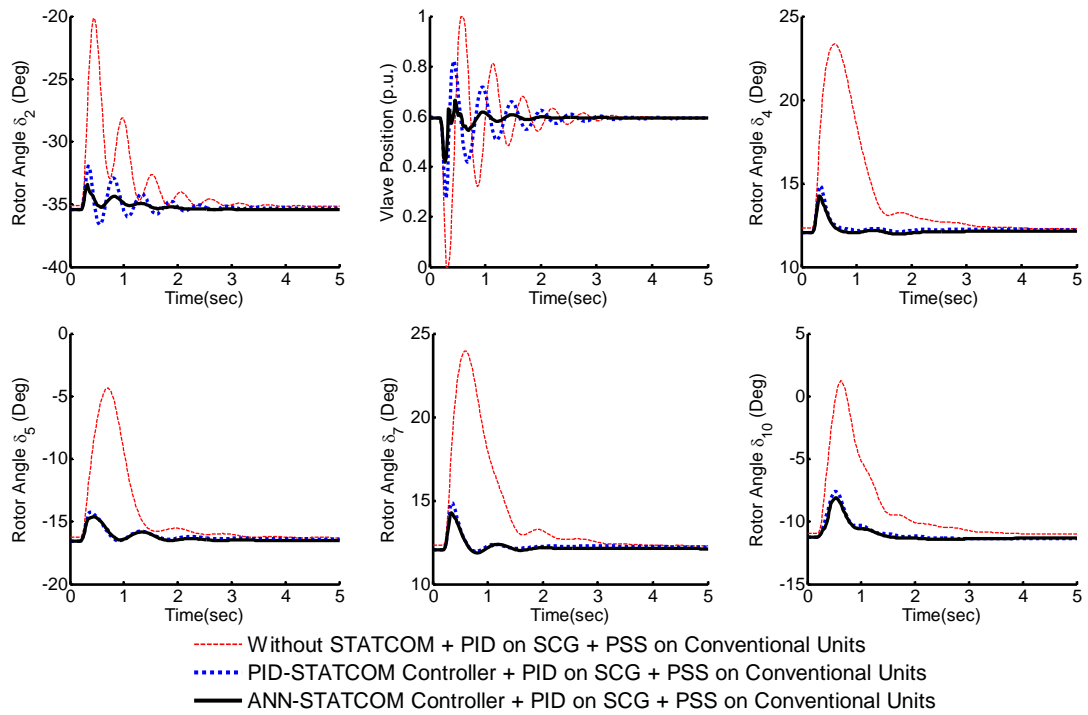 -20
-25
-30
-35
-40
0 1 2 3 4 5
Time(sec)
Rotor Angle δ2 (Deg)
1
0.8
0.6
0.4
0.2
0
0 1 2 3 4 5
Time(sec)
Vlave Position (p.u.)
25
20
15
10
0 1 2 3 4 5
Time(sec)
Rotor Angle δ4 (Deg)
0
-5
-10
-15
-20
0 1 2 3 4 5
Time(sec)
Rotor Angle δ5 (Deg)
25
20
15
10
0 1 2 3 4 5
Time(sec)
Rotor Angle δ7 (Deg)
5
0
-5
-10
-15
0 1 2 3 4 5
Time(sec)
Rotor Angle δ10 (Deg)
Without STATCOM + PID on SCG + PSS on Conventional Units
PID-STATCOM Controller + PID on SCG + PSS on Conventional Units
ANN-STATCOM Controller + PID on SCG + PSS on Conventional Units